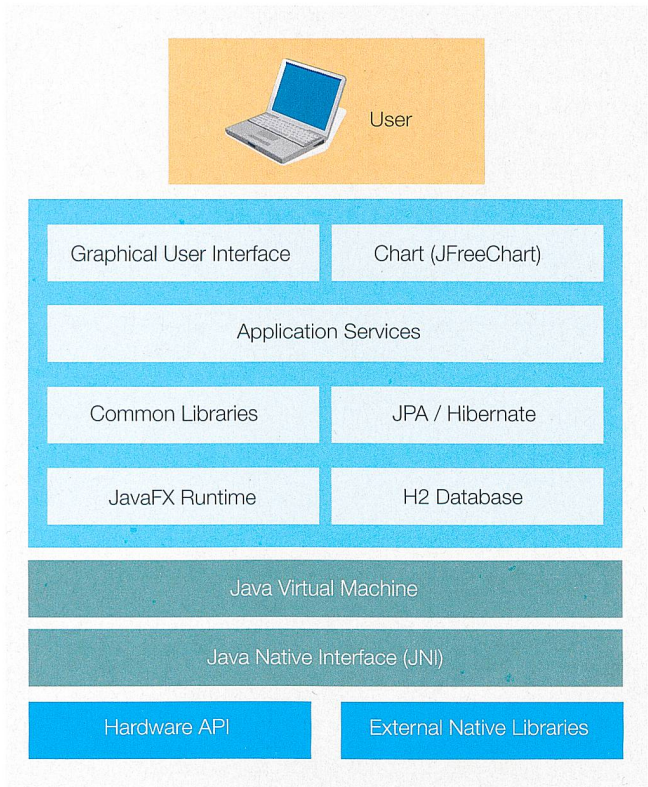 User
Graphical User Interface
Chart (JFreeChart)
Application Services
Common Libraries
JPA / Hibernate
JavaFX Runtime
H2 Database
Java Virtual Machine
Java Native Interface (JNI)
Hardware API
External Native Libraries